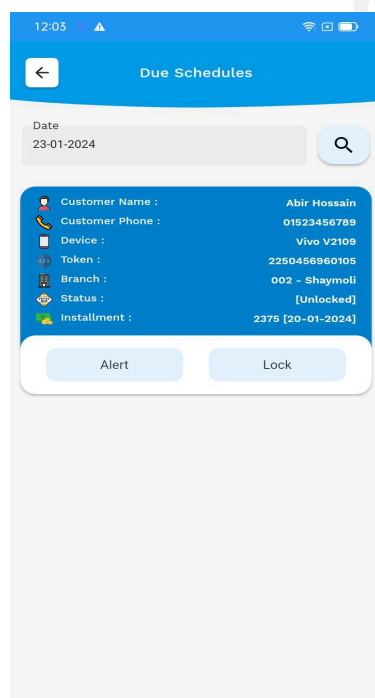 12:03
Due Schedules
Date
23-01-2024
Customer Name : Abir Hossain
Customer Phone : 01523456789
Device : Vivo V2109
Token : 2250456960105
Branch : 002 - Shaymoli
Status : [Unlocked]
Installment : 2375 [20-01-2024]
Alert Lock